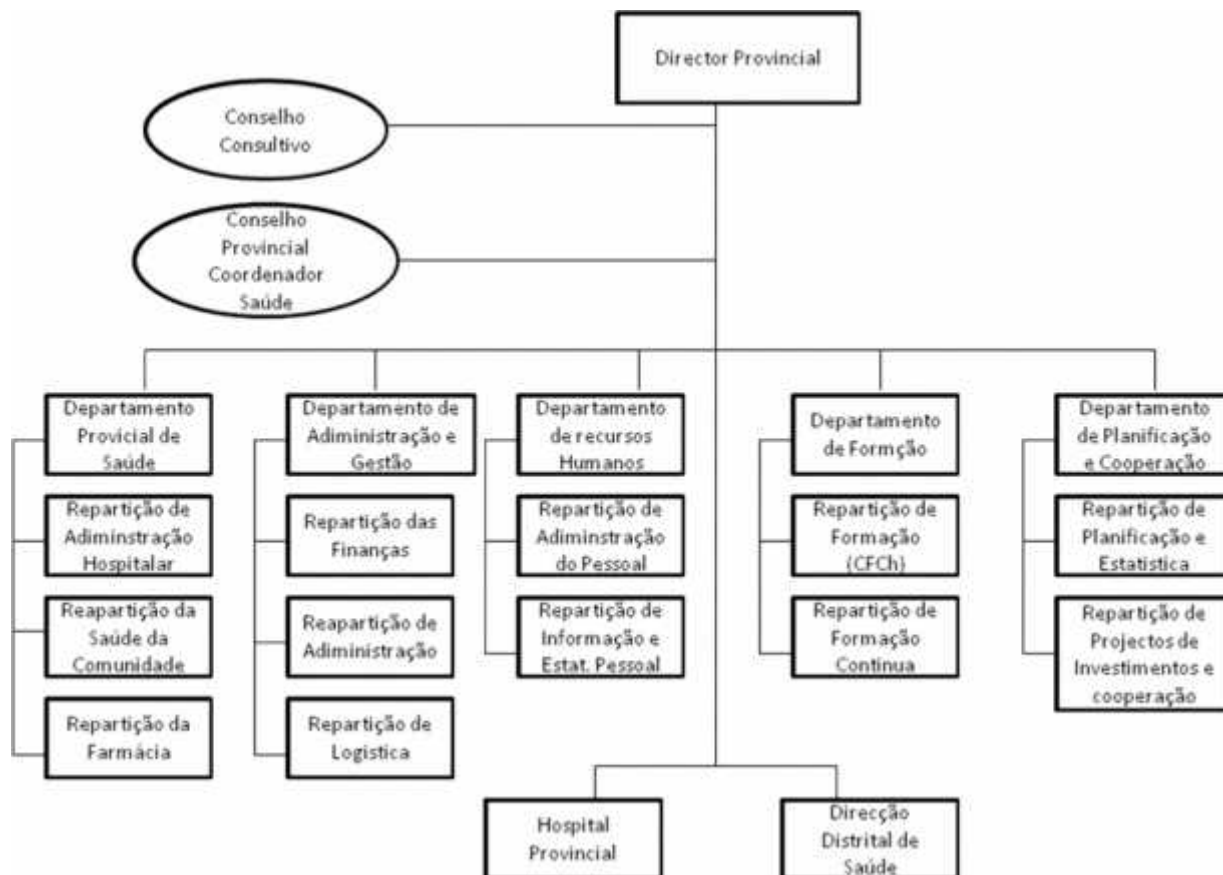 Director Provincial
Conselho
Consultivo
Conselho
Provincial
Coordenador
Saúde
Departamento
Provicial de
Saúde
Departamento de
Adiministração e
Gestão
Departamento
de recursos
Humanos
Departamento
de Formção
Departamento
de Planificação
e Cooperação
Repartição de
Adiminstração
Hospitalar
Repartição das
Finanças
Repartição de
Adiminstração
do Pessoal
Repartição de
Formação
(CFCh)
Repartição de
Planificação e
Estatistica
Reapartição da
Saúde da
Comunidade
Reapartição de
Adiministração
Repartição de
Informação e
Estat. Pessoal
Repartição de
Formação
Continua
Repartição de
Projectos de
Investimentos e
cooperação
Repartição da
Farmácia
Repartição de
Logistica
Hospital
Provincial
Direcção
Distrital de
Saúde